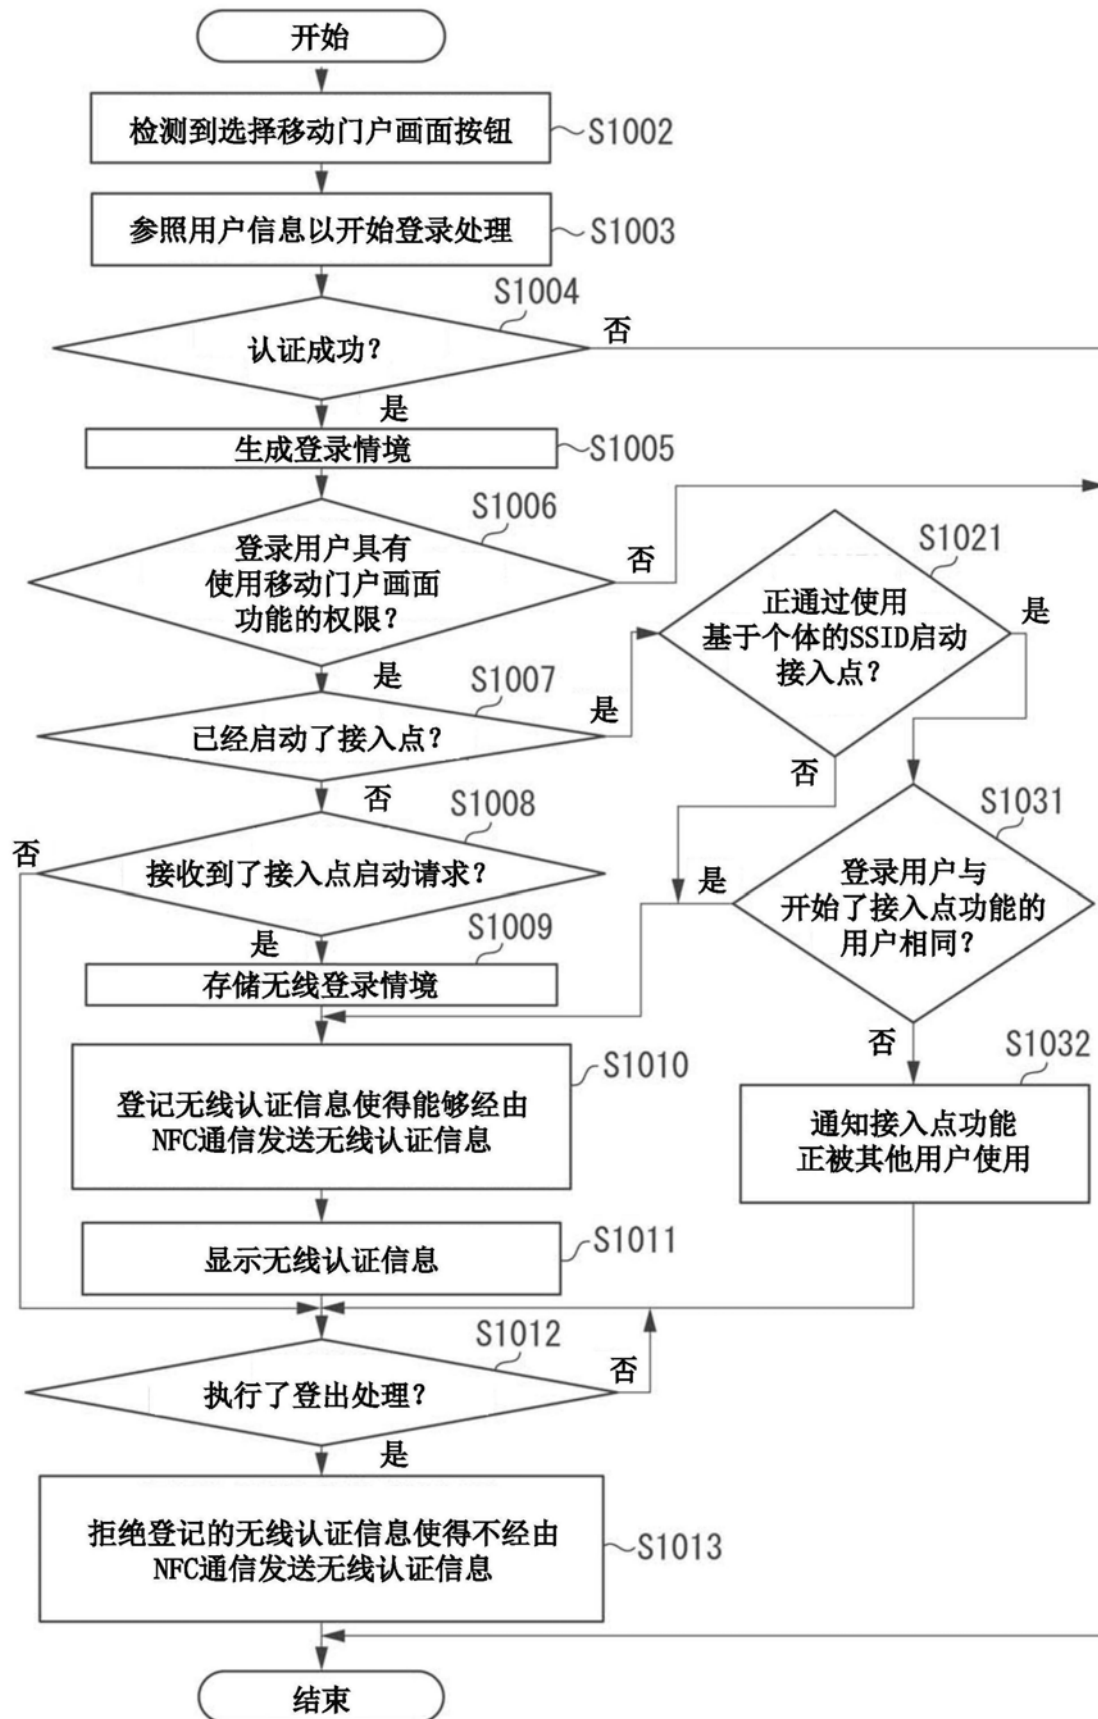 开始
检测到选择移动门户画面按钮
S1002
参照用户信息以开始登录处理
S1003
S1004
认证成功?
否
是
生成登录情境
S1005
S1006
登录用户具有
使用移动门户画面
功能的权限?
否
是
S1007
已经启动了接入点?
是
否
S1021
正通过使用
基于个体的SSID启动
接入点?
是
否
S1008
接收到了接入点启动请求?
否
是
S1031
登录用户与
开始了接入点功能的
用户相同?
是
否
S1009
存储无线登录情境
S1010
登记无线认证信息使得能够经由
NFC通信发送无线认证信息
S1032
通知接入点功能
正被其他用户使用
S1011
显示无线认证信息
S1012
执行了登出处理?
否
是
拒绝登记的无线认证信息使得不经由
NFC通信发送无线认证信息
S1013
结束